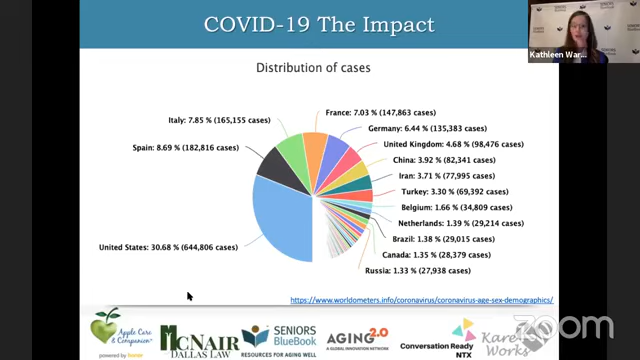 COVID-19 The Impact
Distribution of cases
Kathleen War...
France: 7.03 % (147,863 cases)
Italy: 7.85 % (165,155 cases)
Germany: 6.44 % (135,383 cases)
Spain: 8.69 % (182,816 cases)
United Kingdom: 4.68 % (98,476 cases)
China: 3.92 % (82,341 cases)
Iran: 3.71 % (77,995 cases)
Turkey: 3.30 % (69,392 cases)
Belgium: 1.66 % (34,809 cases)
Netherlands: 1.39 % (29,214 cases)
United States: 30.68 % (644,806 cases)
Brazil: 1.38 % (29,015 cases)
Canada: 1.35 % (28,379 cases)
Russia: 1.33 % (27,938 cases)
https://www.worldometers.info/coronavirus/coronavirus-age-sex-demographics/
Apple Care
& Companion
powered by
McNAIR
DALLAS LAW
SENIORS
BLUEBOOK
RESOURCES FOR AGING WELL
AGING2.0
A GLOBAL INNOVATION NETWORK
Conversation Ready
NTX
Works
zoom